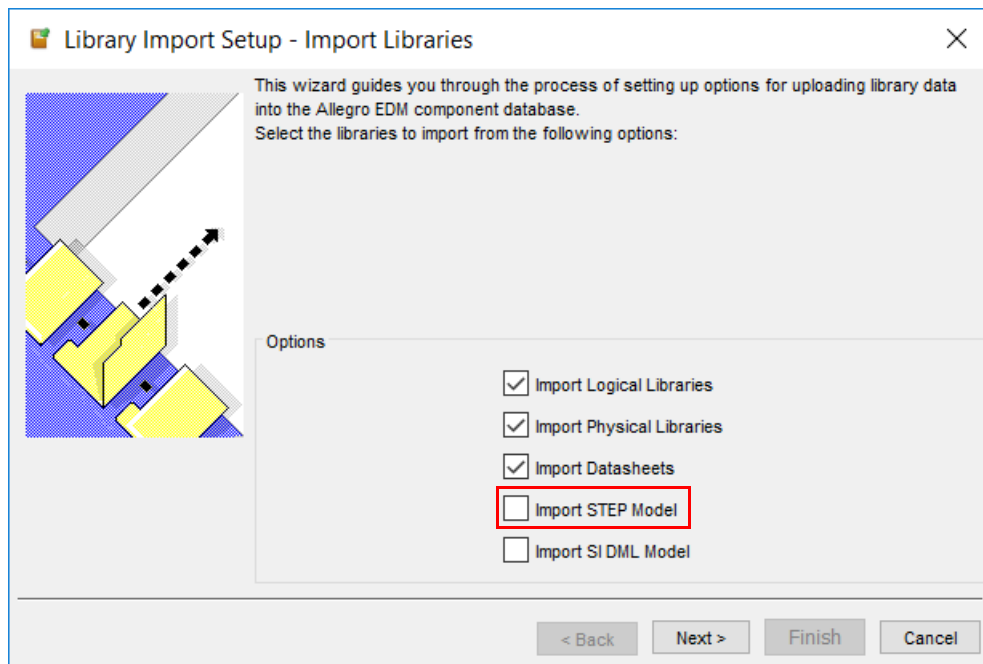 Library Import Setup - Import Libraries
This wizard guides you through the process of setting up options for uploading library data
into the Allegro EDM component database.
Select the libraries to import from the following options:
Options
Import Logical Libraries
Import Physical Libraries
Import Datasheets
Import STEP Model
Import SI DML Model
< Back
Next >
Finish
Cancel